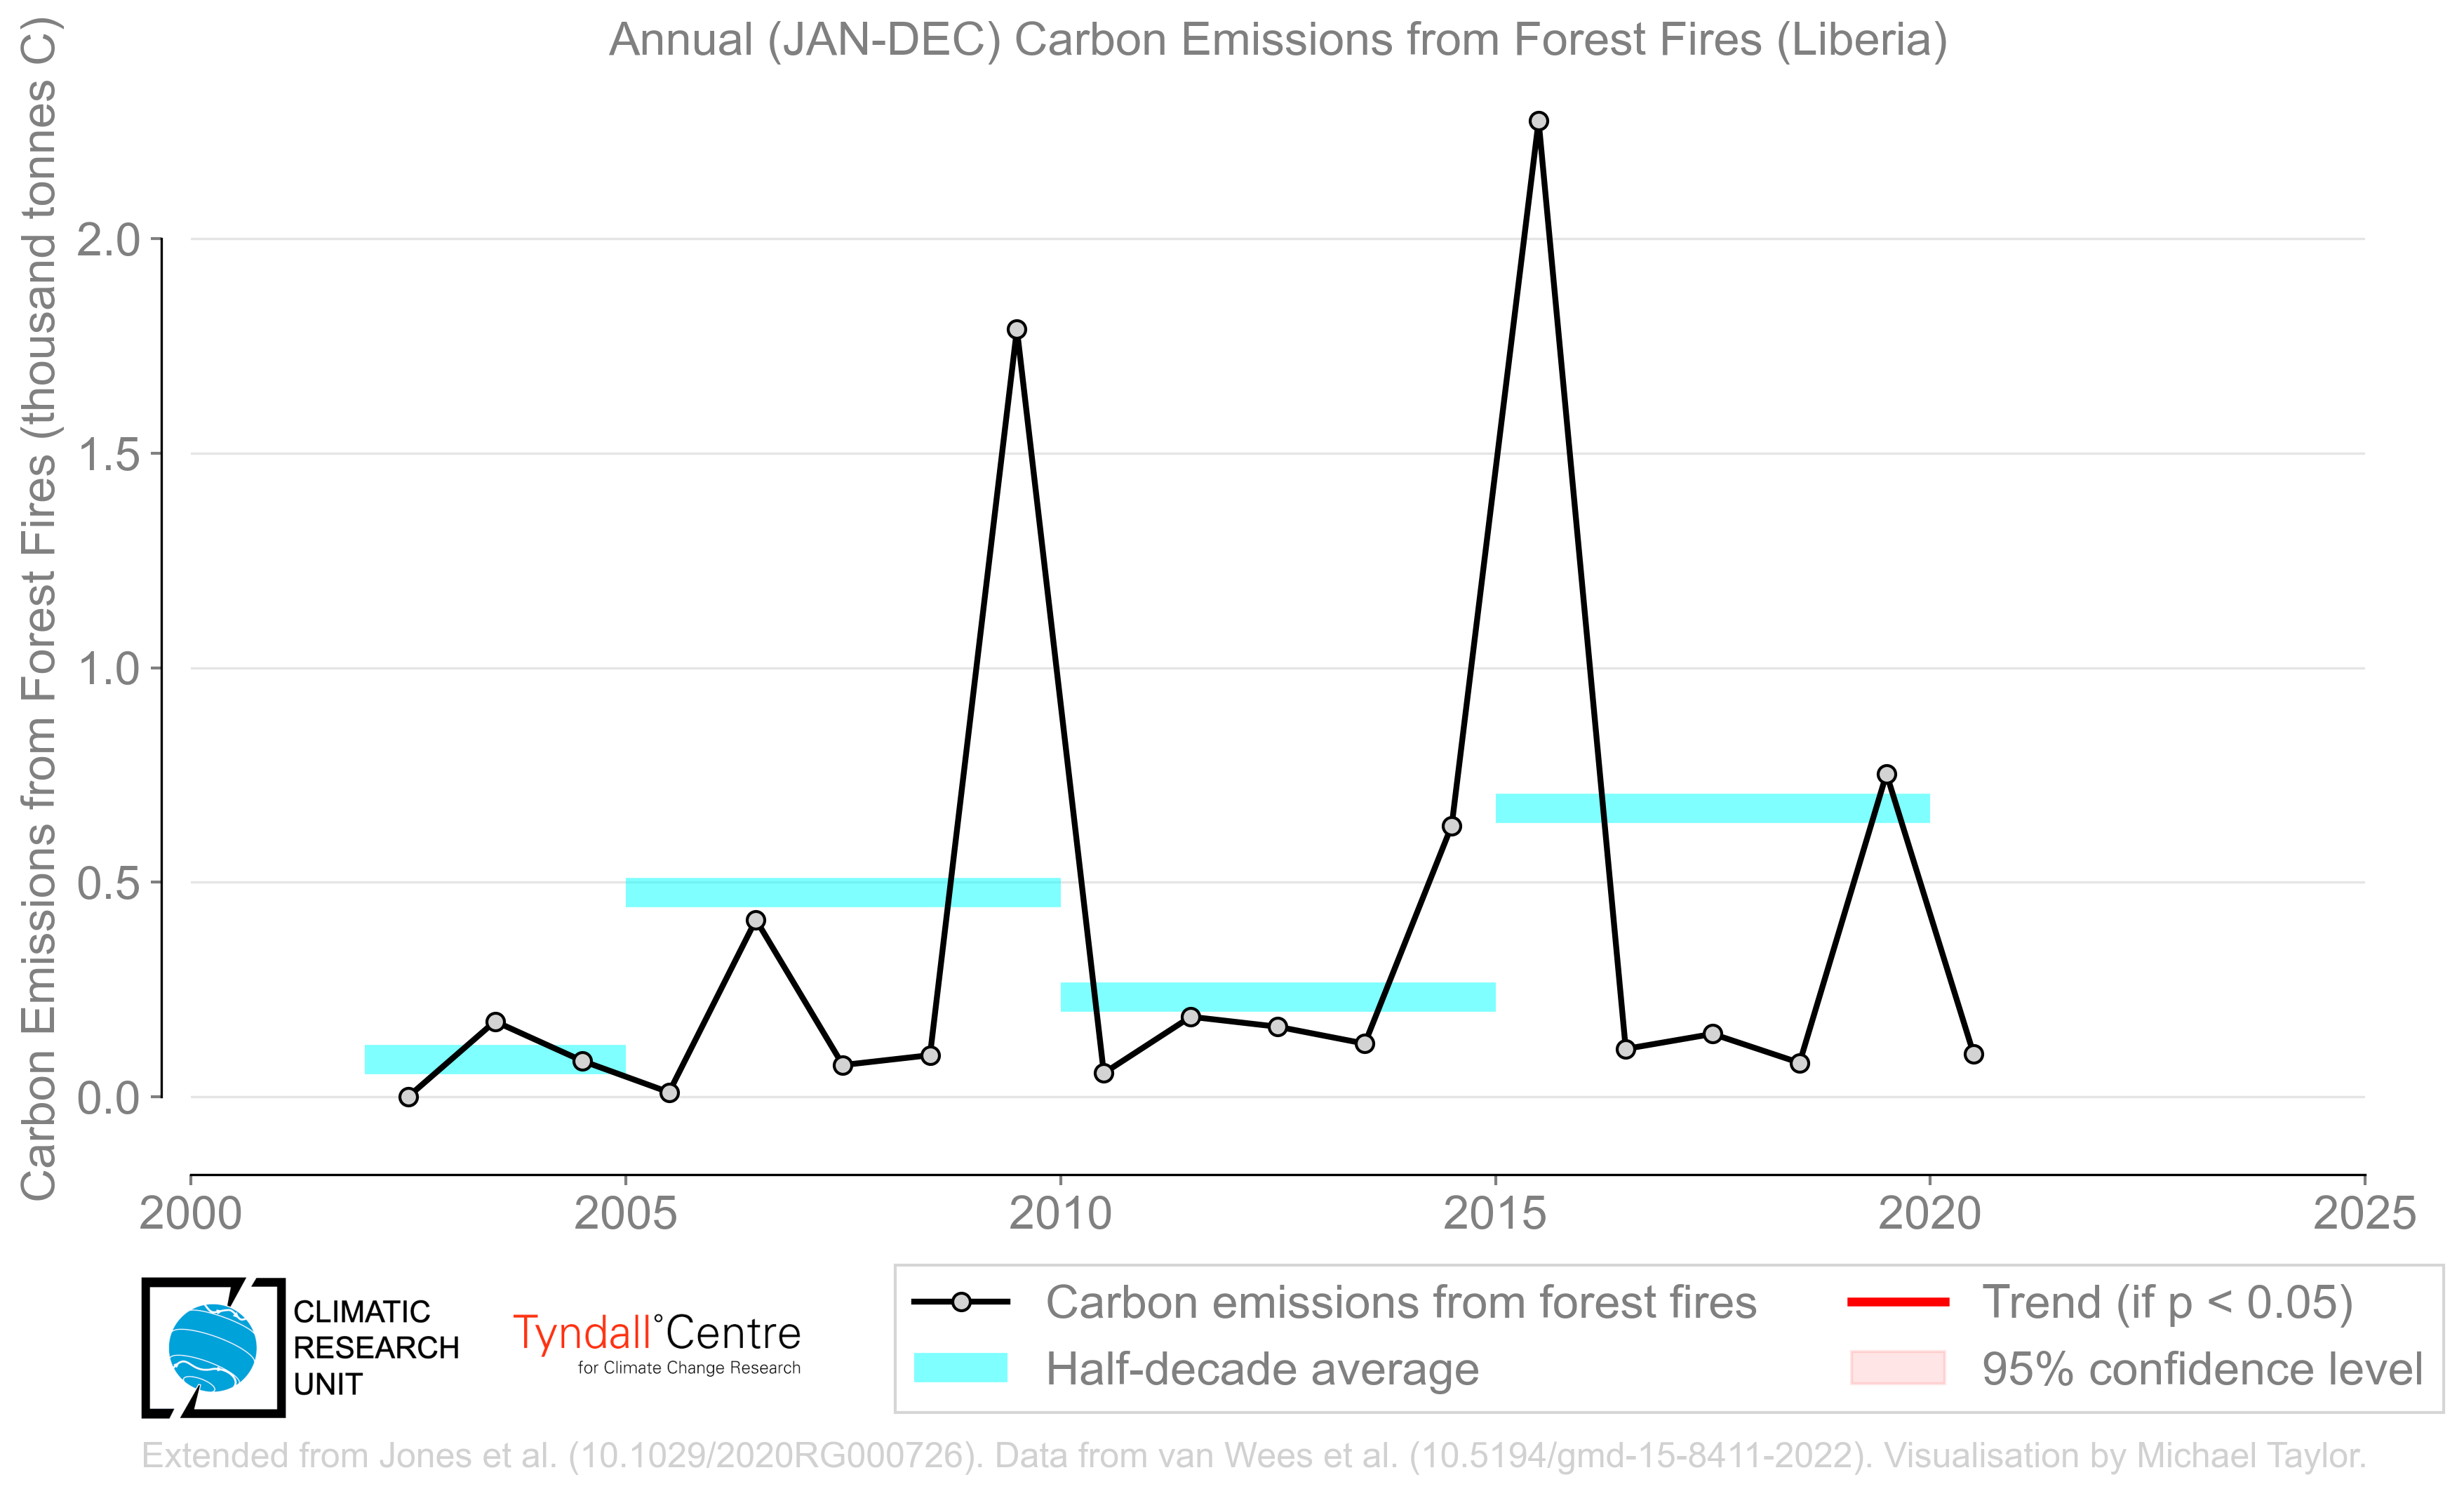 Annual (JAN-DEC) Carbon Emissions from Forest Fires (Liberia)
Carbon Emissions from Forest Fires (thousand tonnes C)
2.0
1.5
1.0
0.5
0.0
2000
2005
2010
2015
2020
2025
CLIMATIC
RESEARCH
UNIT
Tyndall°Centre
for Climate Change Research
Carbon emissions from forest fires
Half-decade average
Trend (if p < 0.05)
95% confidence level
Extended from Jones et al. (10.1029/2020RG000726). Data from van Wees et al. (10.5194/gmd-15-8411-2022). Visualisation by Michael Taylor.